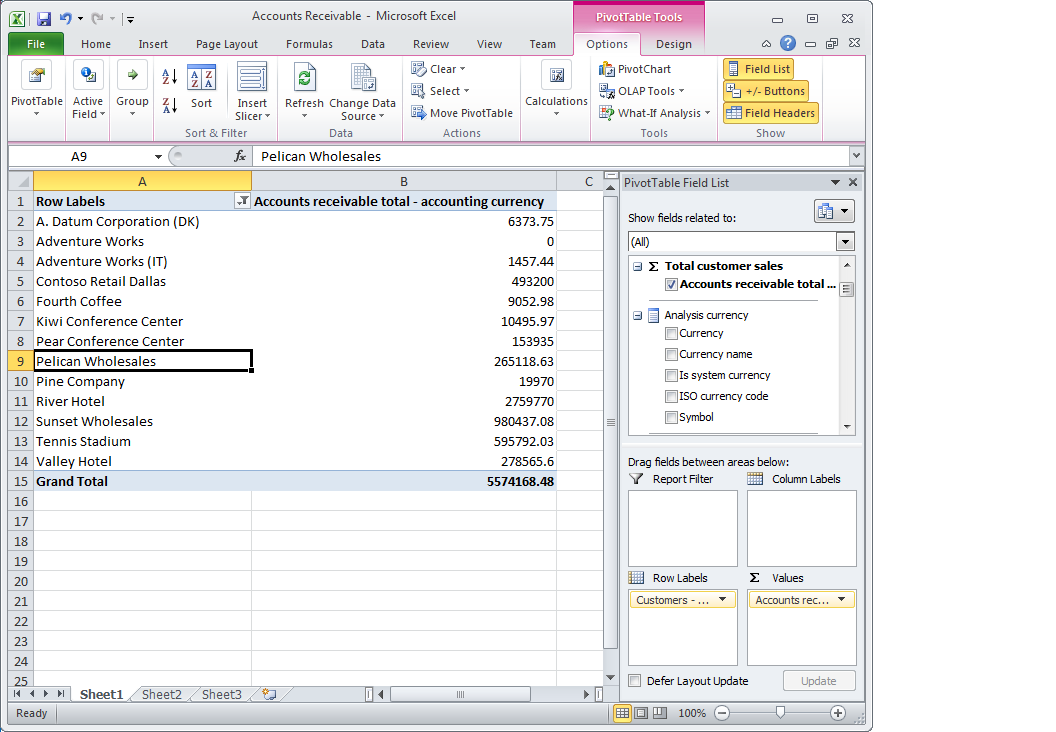 Accounts Receivable - Microsoft Excel
PivotTable Tools
File Home Insert Page Layout Formulas Data Review View Team Options Design
PivotTable Active Field Group Sort Insert Slicer Refresh Change Data Source Clear Select Move PivotTable Calculations PivotChart OLAP Tools What-If Analysis Field List +/- Buttons Field Headers
Sort & Filter Data Actions Tools Show
A9 fx Pelican Wholesales
A B C
1 Row Labels Accounts receivable total - accounting currency
2 A. Datum Corporation (DK) 6373.75
3 Adventure Works 0
4 Adventure Works (IT) 1457.44
5 Contoso Retail Dallas 493200
6 Fourth Coffee 9052.98
7 Kiwi Conference Center 10495.97
8 Pear Conference Center 153935
9 Pelican Wholesales 265118.63
10 Pine Company 19970
11 River Hotel 2759770
12 Sunset Wholesales 980437.08
13 Tennis Stadium 595792.03
14 Valley Hotel 278565.6
15 Grand Total 5574168.48
16
17
18
19
20
21
22
23
24
25
PivotTable Field List
Show fields related to:
(All)
Σ Total customer sales
Accounts receivable total ...
Analysis currency
Currency
Currency name
Is system currency
ISO currency code
Symbol
Drag fields between areas below:
Report Filter Column Labels
Row Labels Σ Values
Customers - ... Accounts rec...
Defer Layout Update Update
Sheet1 Sheet2 Sheet3
Ready 100%